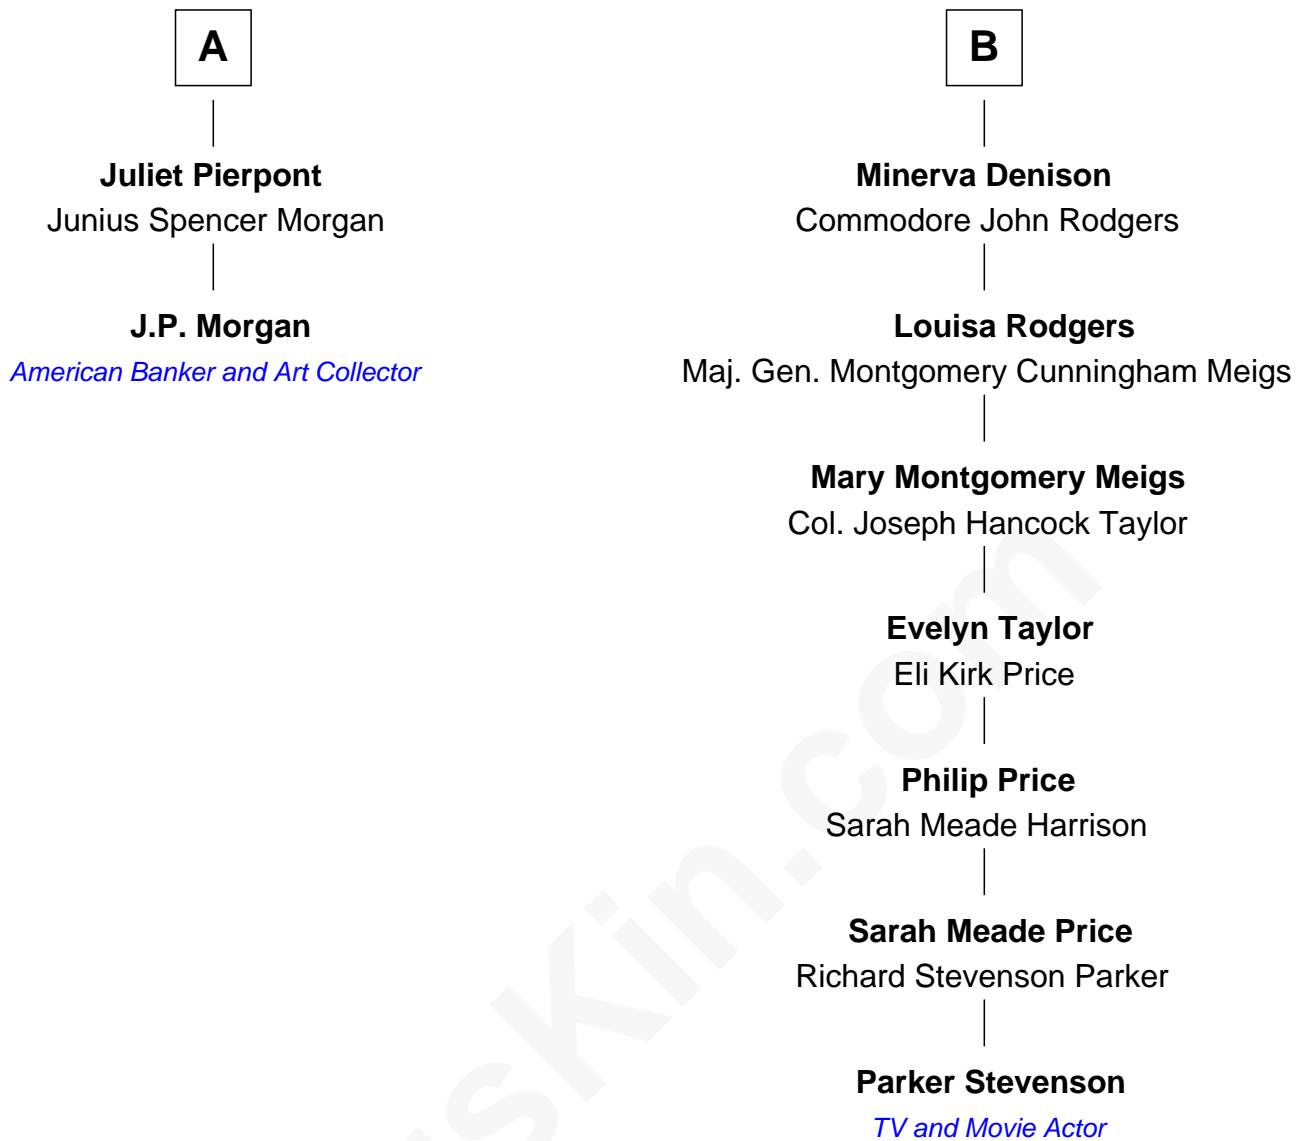 A
Juliet Pierpont
Junius Spencer Morgan
J.P. Morgan
American Banker and Art Collector
B
Minerva Denison
Commodore John Rodgers
Louisa Rodgers
Maj. Gen. Montgomery Cunningham Meigs
Mary Montgomery Meigs
Col. Joseph Hancock Taylor
Evelyn Taylor
Eli Kirk Price
Philip Price
Sarah Meade Harrison
Sarah Meade Price
Richard Stevenson Parker
Parker Stevenson
TV and Movie Actor